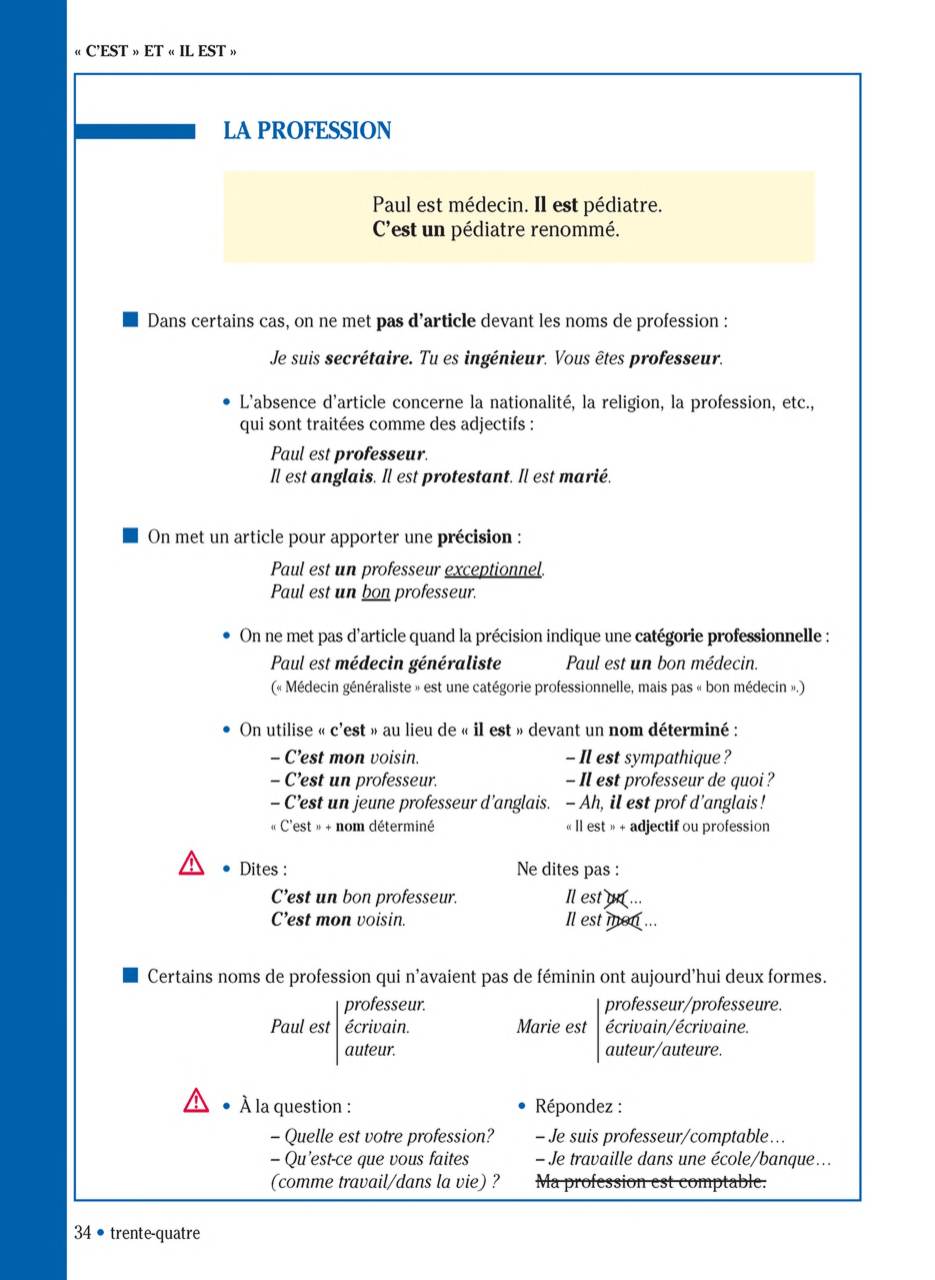 « C'EST » ET « IL EST »
LA PROFESSION
Paul est médecin. Il est pédiatre.
C'est un pédiatre renommé.
Dans certains cas, on ne met pas d'article devant les noms de profession :
Je suis secrétaire. Tu es ingénieur. Vous êtes professeur.
• L'absence d'article concerne la nationalité, la religion, la profession, etc.,
qui sont traitées comme des adjectifs :
Paul est professeur.
Il est anglais. Il est protestant. Il est marié.
On met un article pour apporter une précision :
Paul est un professeur exceptionnel.
Paul est un bon professeur.
• On ne met pas d'article quand la précision indique une catégorie professionnelle :
Paul est médecin généraliste Paul est un bon médecin.
(« Médecin généraliste » est une catégorie professionnelle, mais pas « bon médecin ».)
• On utilise « c'est » au lieu de « il est » devant un nom déterminé :
– C'est mon voisin. – Il est sympathique ?
– C'est un professeur. – Il est professeur de quoi ?
– C'est un jeune professeur d'anglais. – Ah, il est prof d'anglais !
« C'est » + nom déterminé « Il est » + adjectif ou profession
• Dites : Ne dites pas :
C'est un bon professeur. Il est un ...
C'est mon voisin. Il est mon ...
Certains noms de profession qui n'avaient pas de féminin ont aujourd'hui deux formes.
professeur. professeur/professeure.
Paul est écrivain. Marie est écrivain/écrivaine.
auteur. auteur/auteure.
• À la question : • Répondez :
– Quelle est votre profession? – Je suis professeur/comptable...
– Qu'est-ce que vous faites – Je travaille dans une école/banque...
(comme travail/dans la vie) ? Ma profession est comptable.
34 • trente-quatre